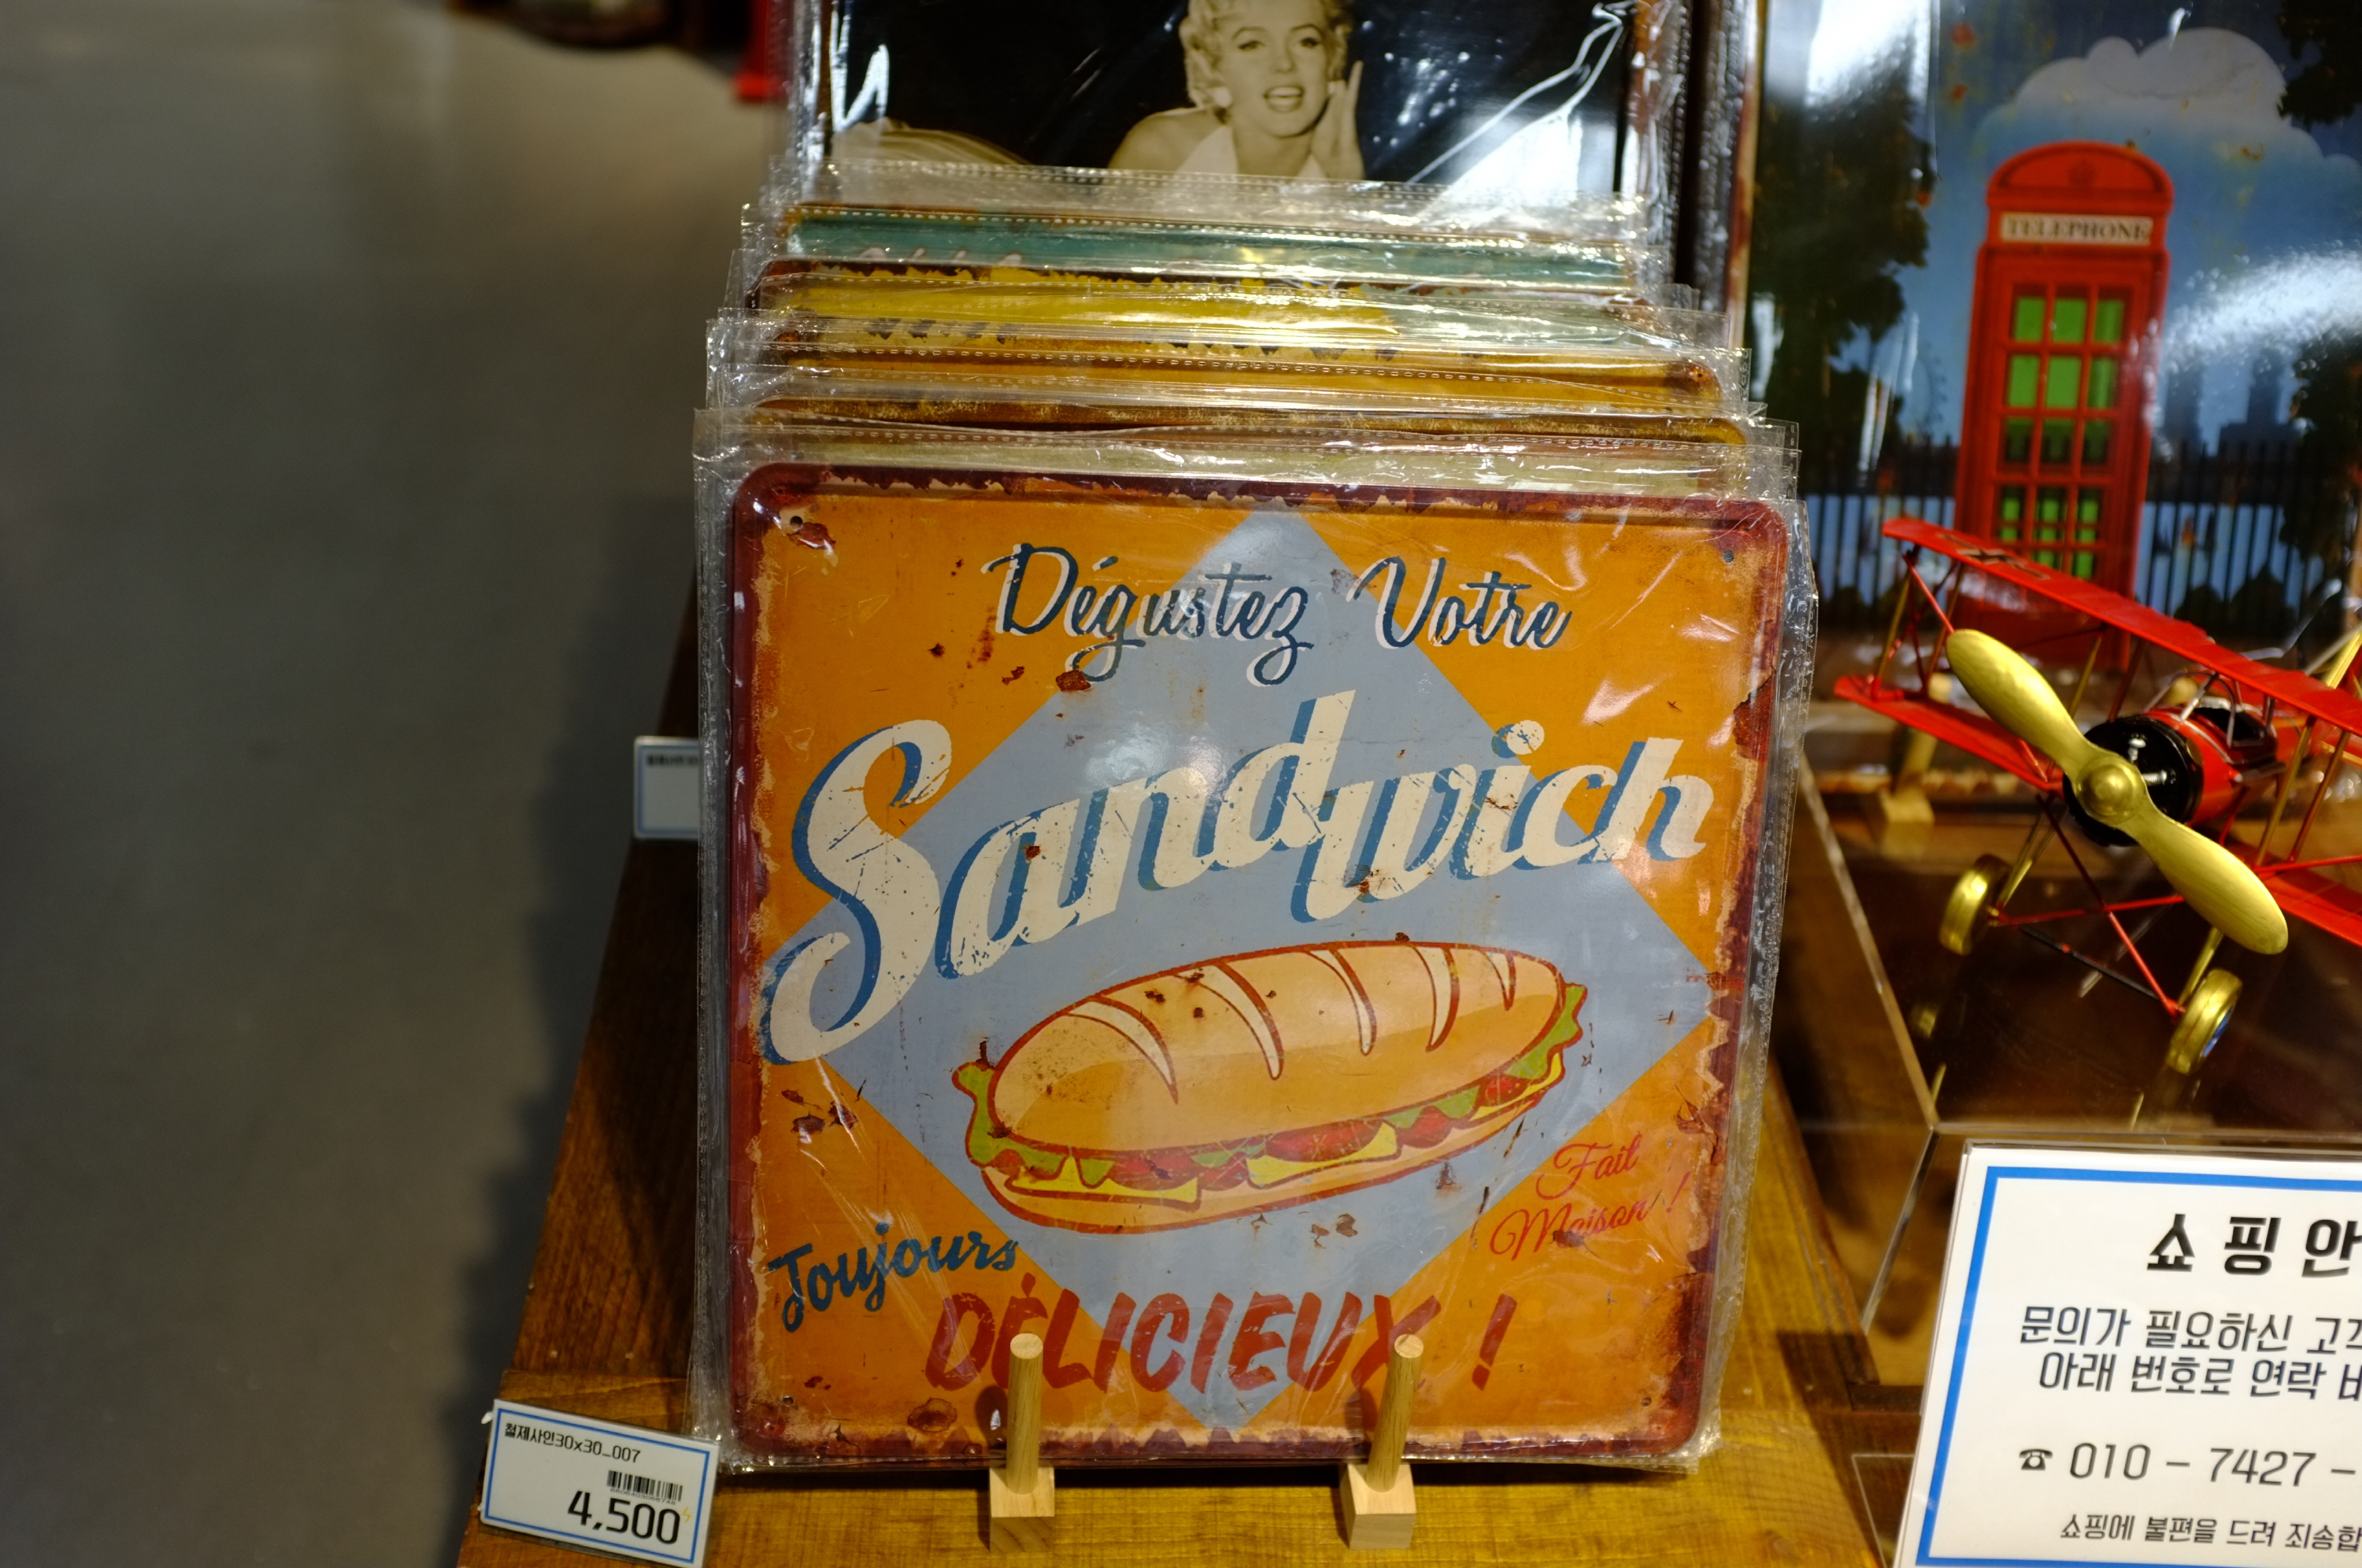 TELEPHONE
Dégustez Votre
Sandwich
Fait
Maison !
Toujours
DÉLICIEUX !
철제사인30x30_007
4,500
쇼핑안
문의가 필요하신 고객
아래 번호로 연락
☎ 010 - 7427 -
쇼핑에 불편을 드려 죄송합